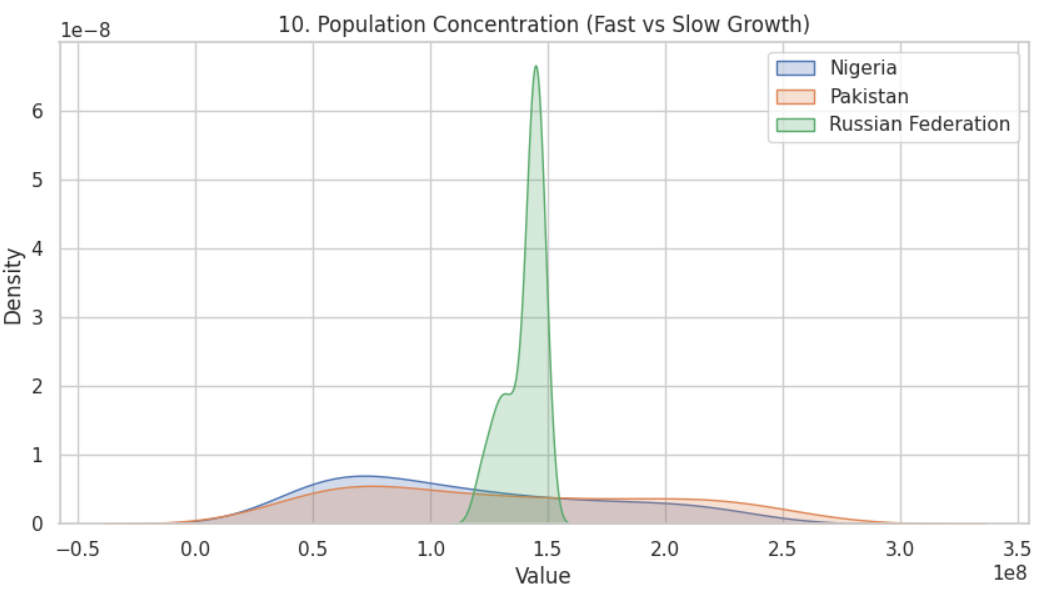 10. Population Concentration (Fast vs Slow Growth)
1e−8
Nigeria
Pakistan
Russian Federation
6
5
4
3
2
1
0
Density
−0.5 0.0 0.5 1.0 1.5 2.0 2.5 3.0 3.5
1e8
Value